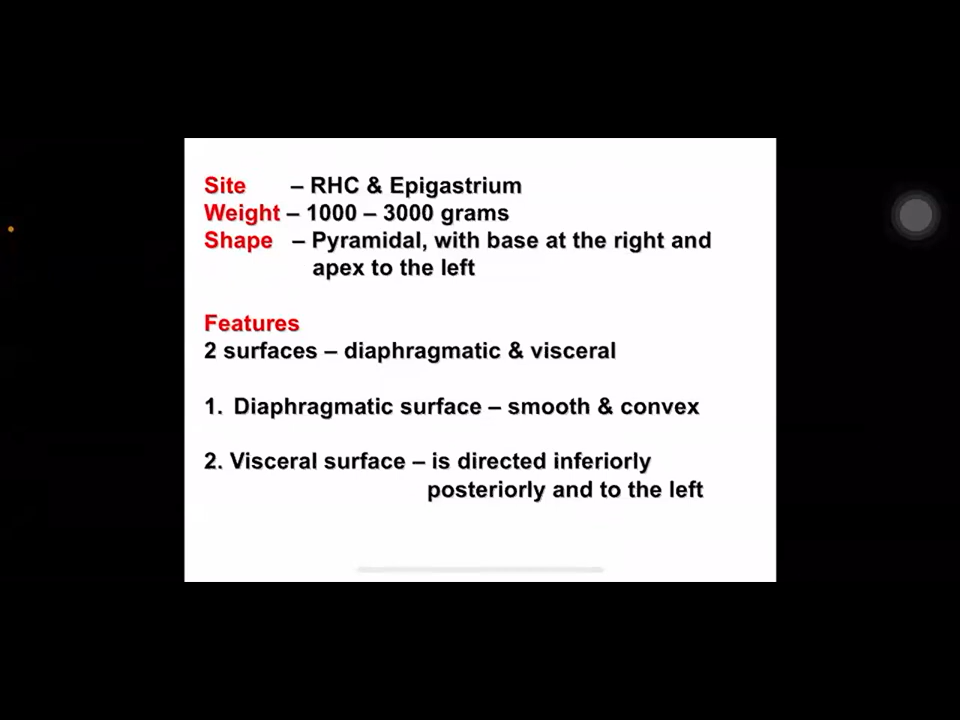 Site – RHC & Epigastrium
Weight – 1000 – 3000 grams
Shape – Pyramidal, with base at the right and
apex to the left
Features
2 surfaces – diaphragmatic & visceral
1. Diaphragmatic surface – smooth & convex
2. Visceral surface – is directed inferiorly
posteriorly and to the left